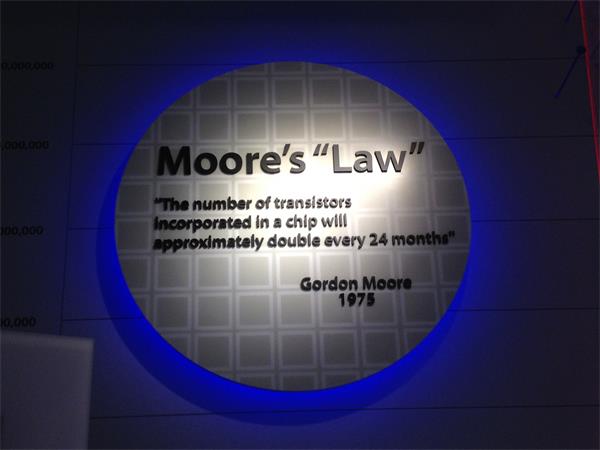 Moore's "Law"
"The number of transistors
incorporated in a chip will
approximately double every 24 months"
Gordon Moore
1975